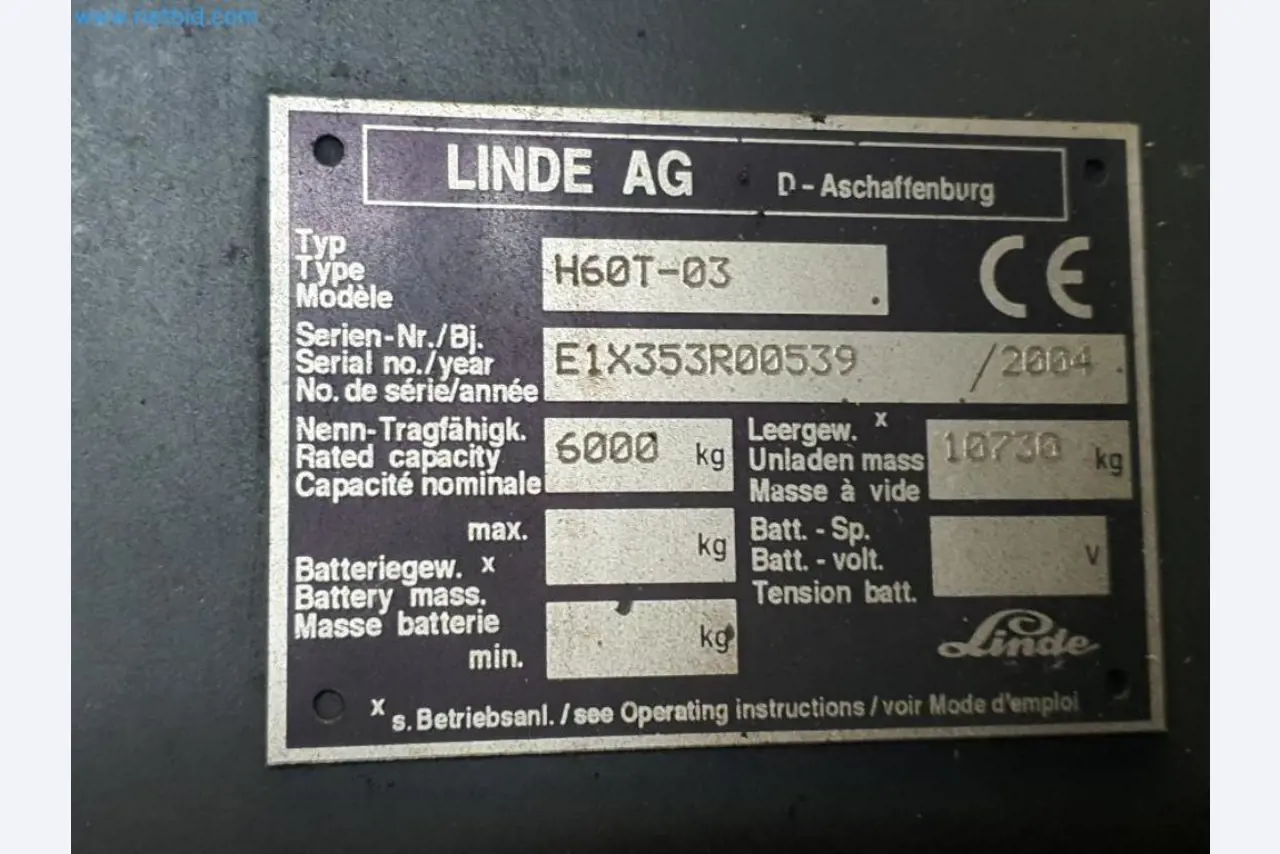 www.netbid.com
LINDE AG D-Aschaffenburg
Typ
Type
Modèle
H60T-03
CE
Serien-Nr./Bj.
Serial no./year
No. de série/année
E1X353R00539 /2004
Nenn-Tragfähigk.
Rated capacity
Capacité nominale
6000 kg
Leergew. x
Unladen mass
Masse à vide
10730 kg
max.
kg
Batteriegew. x
Battery mass.
Masse batterie
min.
kg
Batt. - Sp.
Batt. - volt.
Tension batt.
V
Linde
x s. Betriebsanl. / see Operating instructions / voir Mode d'emploi